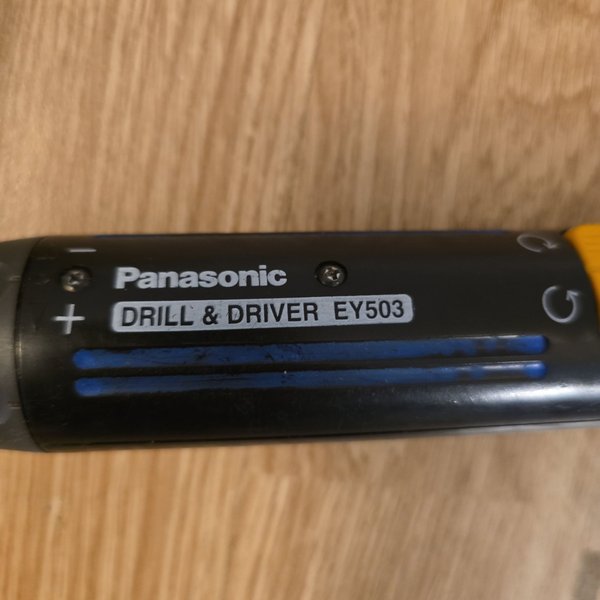 −
Panasonic
+
DRILL & DRIVER EY503